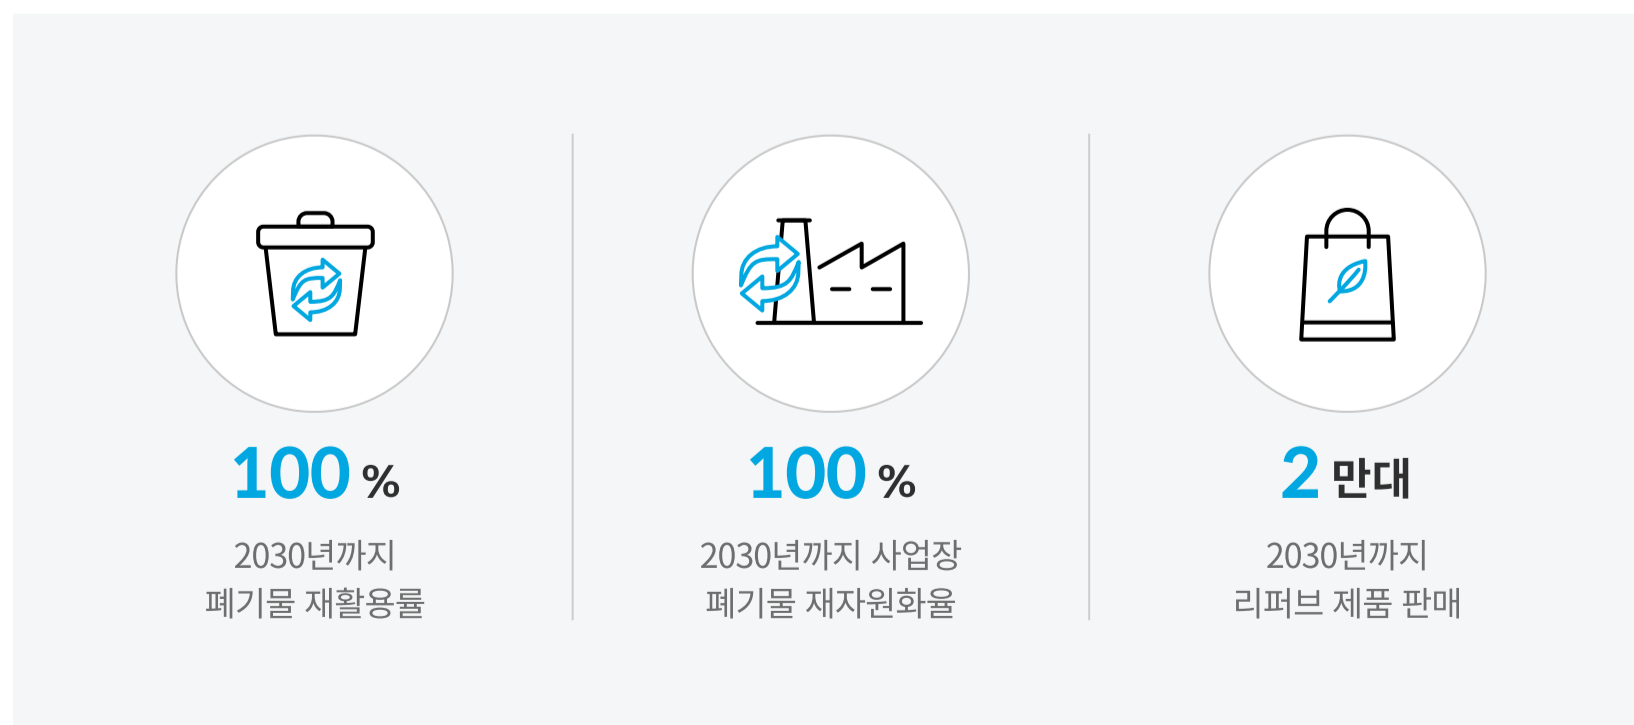 100 %
2030년까지
폐기물 재활용률
100 %
2030년까지 사업장
폐기물 재자원화율
2 만대
2030년까지
리퍼브 제품 판매